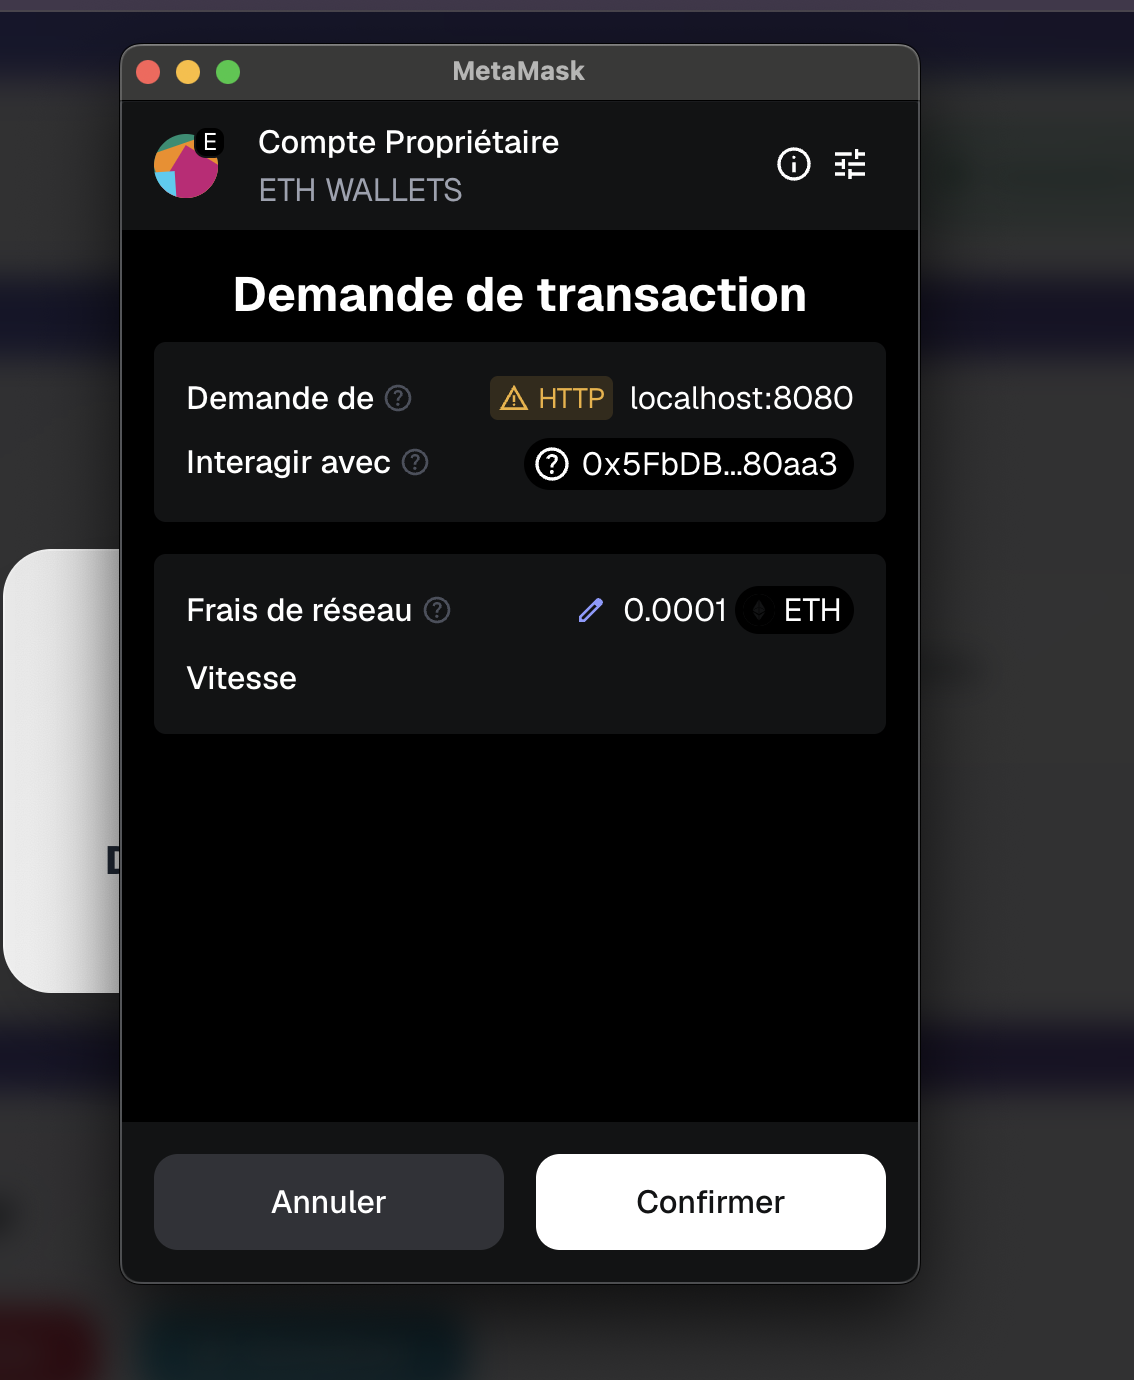 MetaMask
E
Compte Propriétaire
ETH WALLETS
Demande de transaction
Demande de HTTP localhost:8080
Interagir avec 0x5FbDB...80aa3
Frais de réseau 0.0001 ETH
Vitesse
Annuler Confirmer